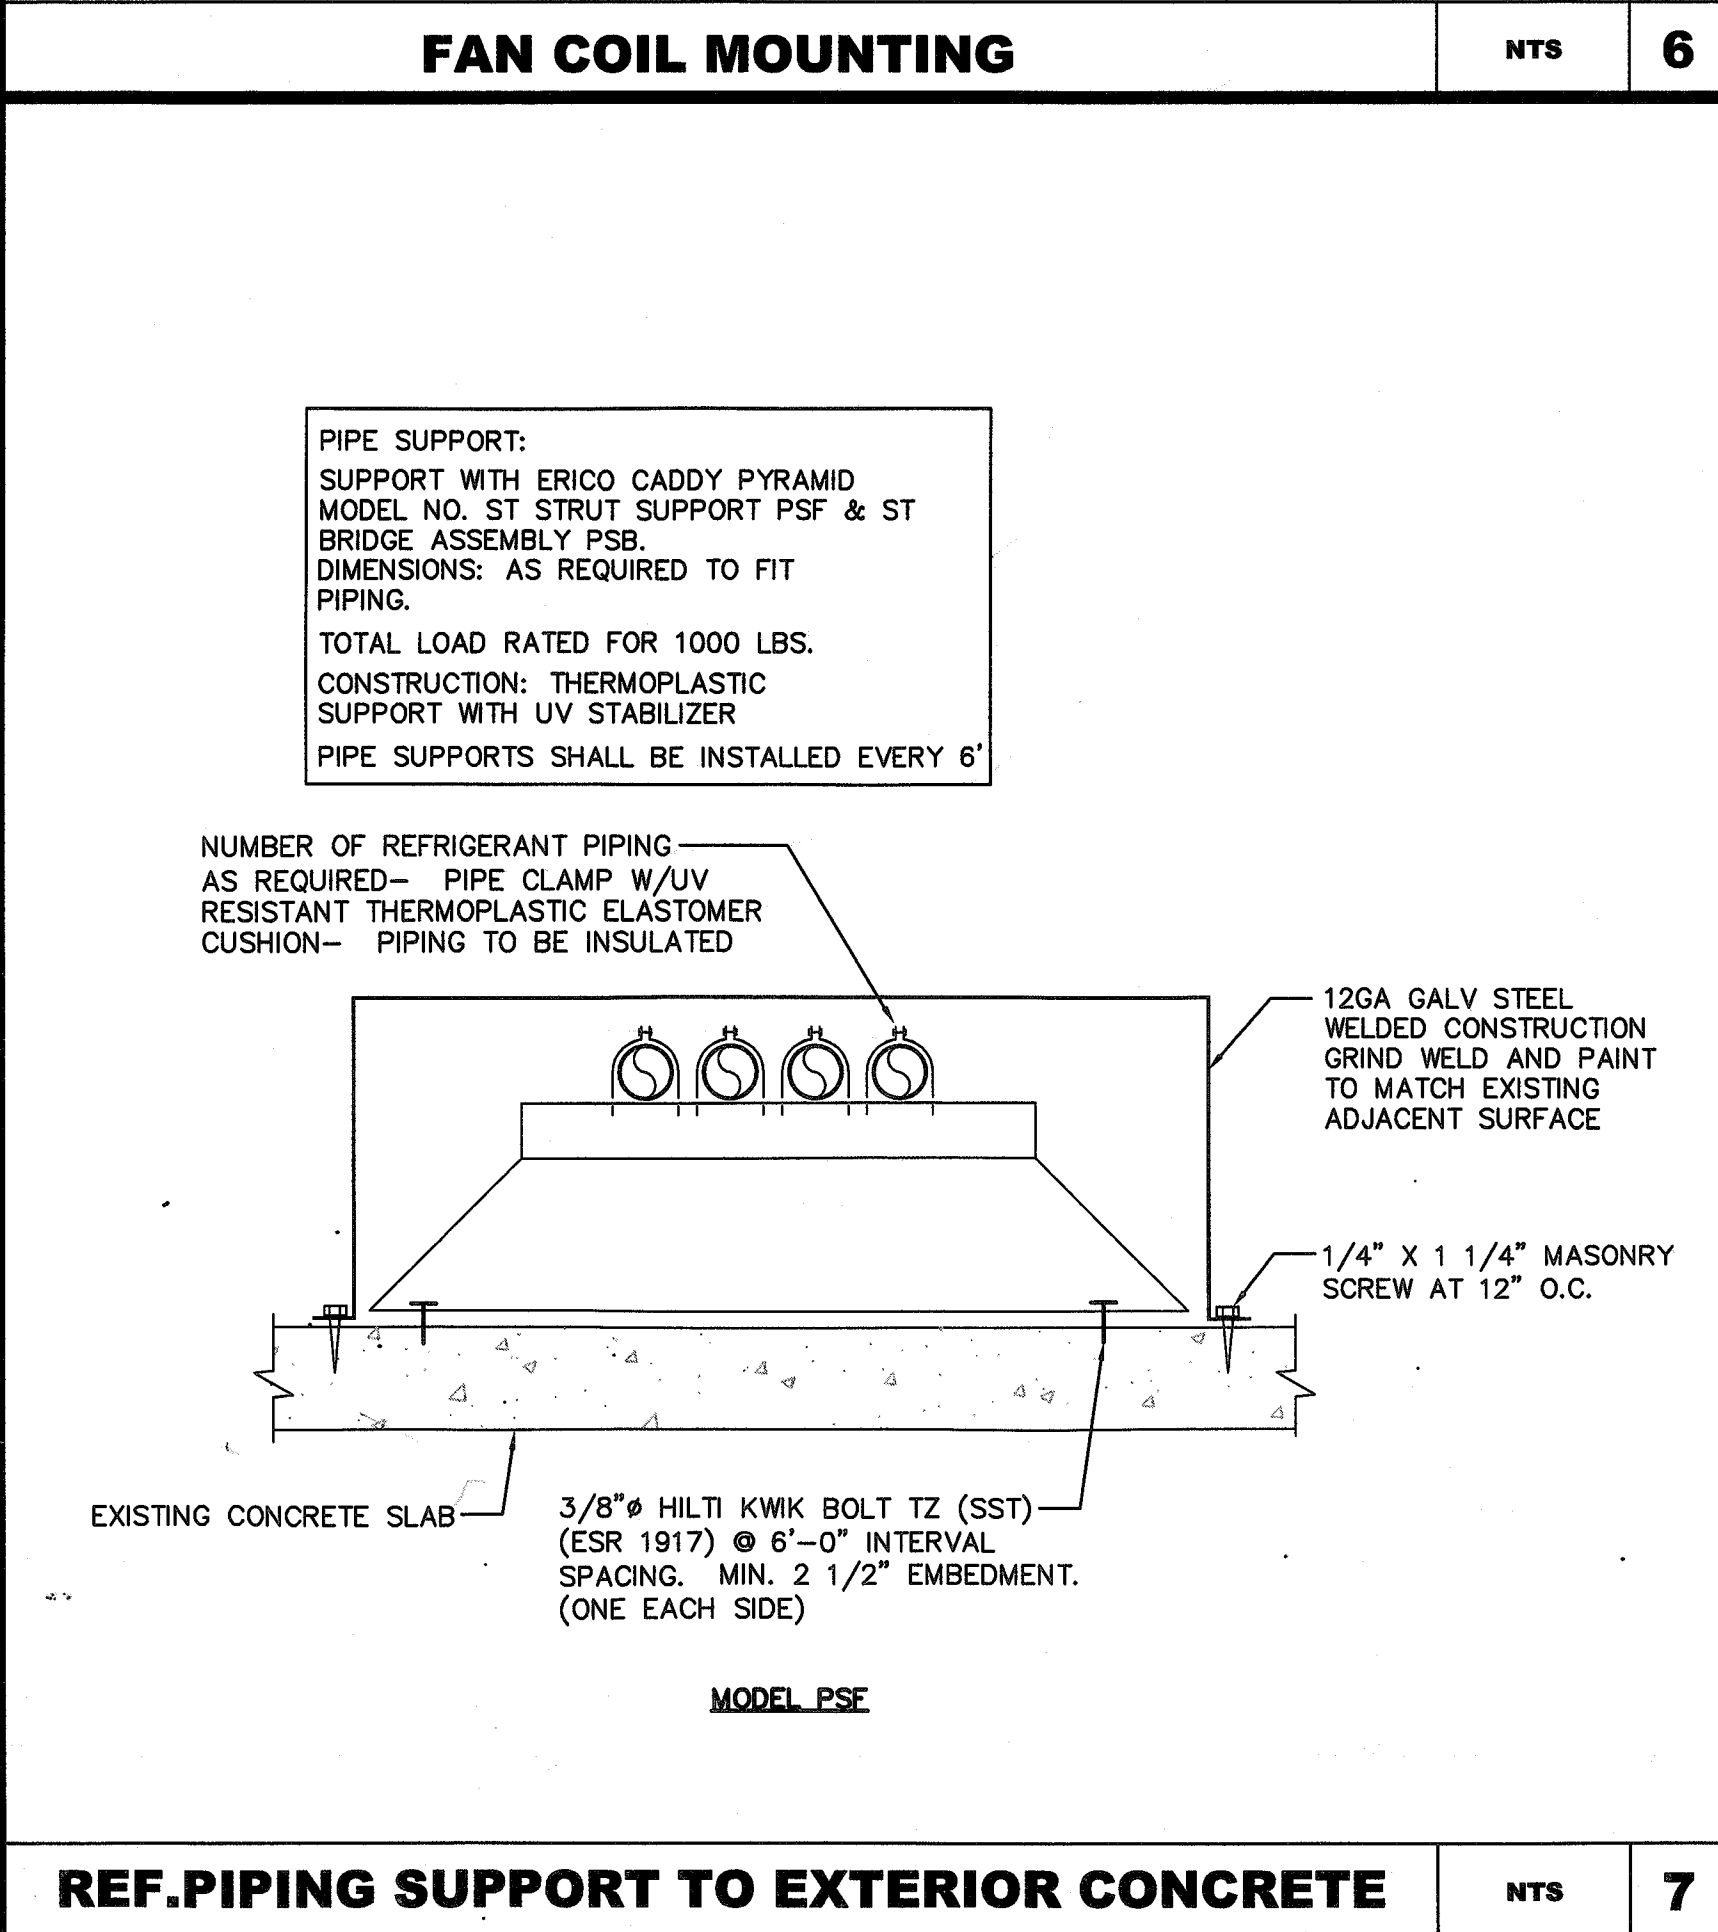 FAN COIL MOUNTING
NTS
6
PIPE SUPPORT:
SUPPORT WITH ERICO CADDY PYRAMID
MODEL NO. ST STRUT SUPPORT PSF & ST
BRIDGE ASSEMBLY PSB.
DIMENSIONS: AS REQUIRED TO FIT
PIPING.
TOTAL LOAD RATED FOR 1000 LBS.
CONSTRUCTION: THERMOPLASTIC
SUPPORT WITH UV STABILIZER
PIPE SUPPORTS SHALL BE INSTALLED EVERY 6'
NUMBER OF REFRIGERANT PIPING
AS REQUIRED— PIPE CLAMP W/UV
RESISTANT THERMOPLASTIC ELASTOMER
CUSHION— PIPING TO BE INSULATED
12GA GALV STEEL
WELDED CONSTRUCTION
GRIND WELD AND PAINT
TO MATCH EXISTING
ADJACENT SURFACE
1/4" X 1 1/4" MASONRY
SCREW AT 12" O.C.
EXISTING CONCRETE SLAB
3/8"ø HILTI KWIK BOLT TZ (SST)
(ESR 1917) @ 6'—0" INTERVAL
SPACING. MIN. 2 1/2" EMBEDMENT.
(ONE EACH SIDE)
MODEL PSF
REF.PIPING SUPPORT TO EXTERIOR CONCRETE
NTS
7